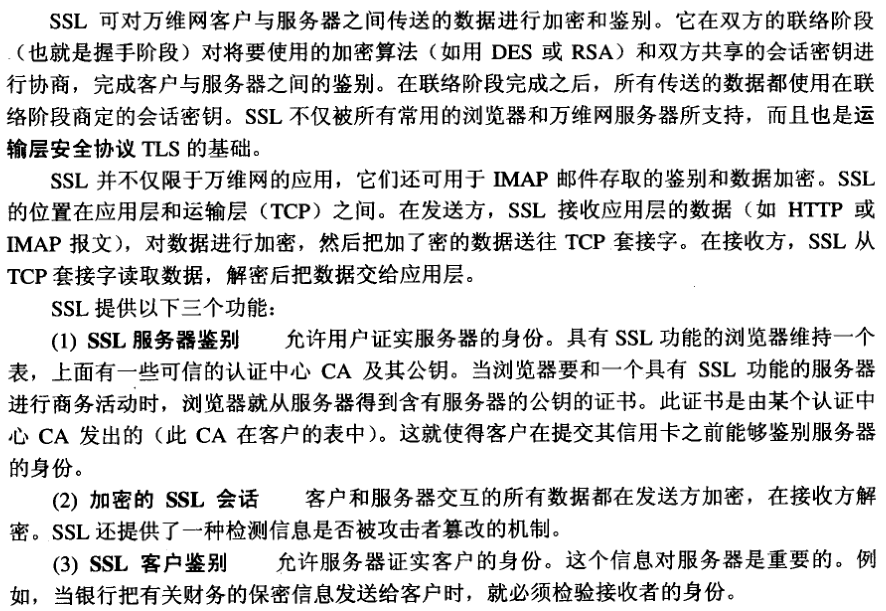 SSL 可对万维网客户与服务器之间传送的数据进行加密和鉴别。它在双方的联络阶段
（也就是握手阶段）对将要使用的加密算法（如用 DES 或 RSA）和双方共享的会话密钥进
行协商，完成客户与服务器之间的鉴别。在联络阶段完成之后，所有传送的数据都使用在联
络阶段商定的会话密钥。SSL 不仅被所有常用的浏览器和万维网服务器所支持，而且也是运
输层安全协议 TLS 的基础。
SSL 并不仅限于万维网的应用，它们还可用于 IMAP 邮件存取的鉴别和数据加密。SSL
的位置在应用层和运输层（TCP）之间。在发送方，SSL 接收应用层的数据（如 HTTP 或
IMAP 报文），对数据进行加密，然后把加了密的数据送往 TCP 套接字。在接收方，SSL 从
TCP 套接字读取数据，解密后把数据交给应用层。
SSL 提供以下三个功能：
(1) SSL 服务器鉴别　　允许用户证实服务器的身份。具有 SSL 功能的浏览器维持一个
表，上面有一些可信的认证中心 CA 及其公钥。当浏览器要和一个具有 SSL 功能的服务器
进行商务活动时，浏览器就从服务器得到含有服务器的公钥的证书。此证书是由某个认证中
心 CA 发出的（此 CA 在客户的表中）。这就使得客户在提交其信用卡之前能够鉴别服务器
的身份。
(2) 加密的 SSL 会话　　客户和服务器交互的所有数据都在发送方加密，在接收方解
密。SSL 还提供了一种检测信息是否被攻击者篡改的机制。
(3) SSL 客户鉴别　　允许服务器证实客户的身份。这个信息对服务器是重要的。例
如，当银行把有关财务的保密信息发送给客户时，就必须检验接收者的身份。